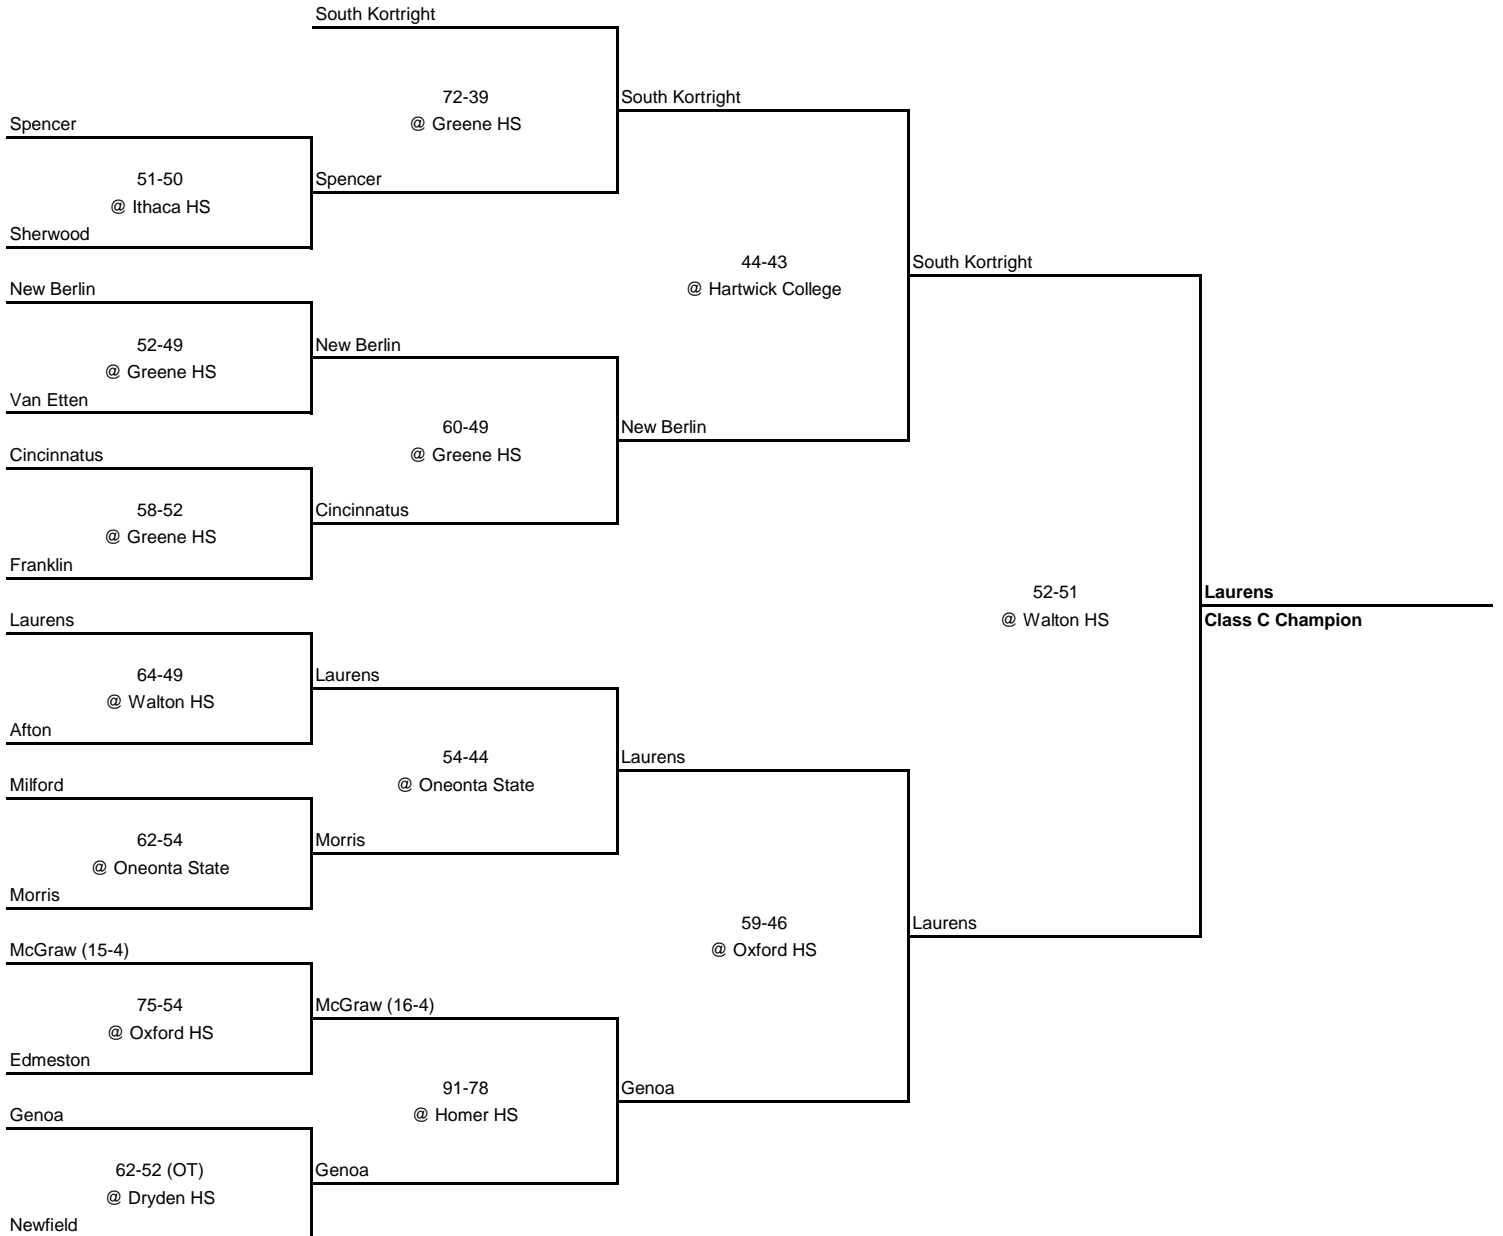 South Kortright
72-39
South Kortright
Spencer
@ Greene HS
51-50
Spencer
@ Ithaca HS
Sherwood
44-43
South Kortright
New Berlin
@ Hartwick College
52-49
New Berlin
@ Greene HS
Van Etten
60-49
New Berlin
Cincinnatus
@ Greene HS
58-52
Cincinnatus
@ Greene HS
Franklin
52-51
Laurens
Laurens
@ Walton HS
Class C Champion
64-49
Laurens
@ Walton HS
Afton
54-44
Laurens
Milford
@ Oneonta State
62-54
Morris
@ Oneonta State
Morris
59-46
Laurens
McGraw (15-4)
@ Oxford HS
75-54
McGraw (16-4)
@ Oxford HS
Edmeston
91-78
Genoa
Genoa
@ Homer HS
62-52 (OT)
Genoa
@ Dryden HS
Newfield